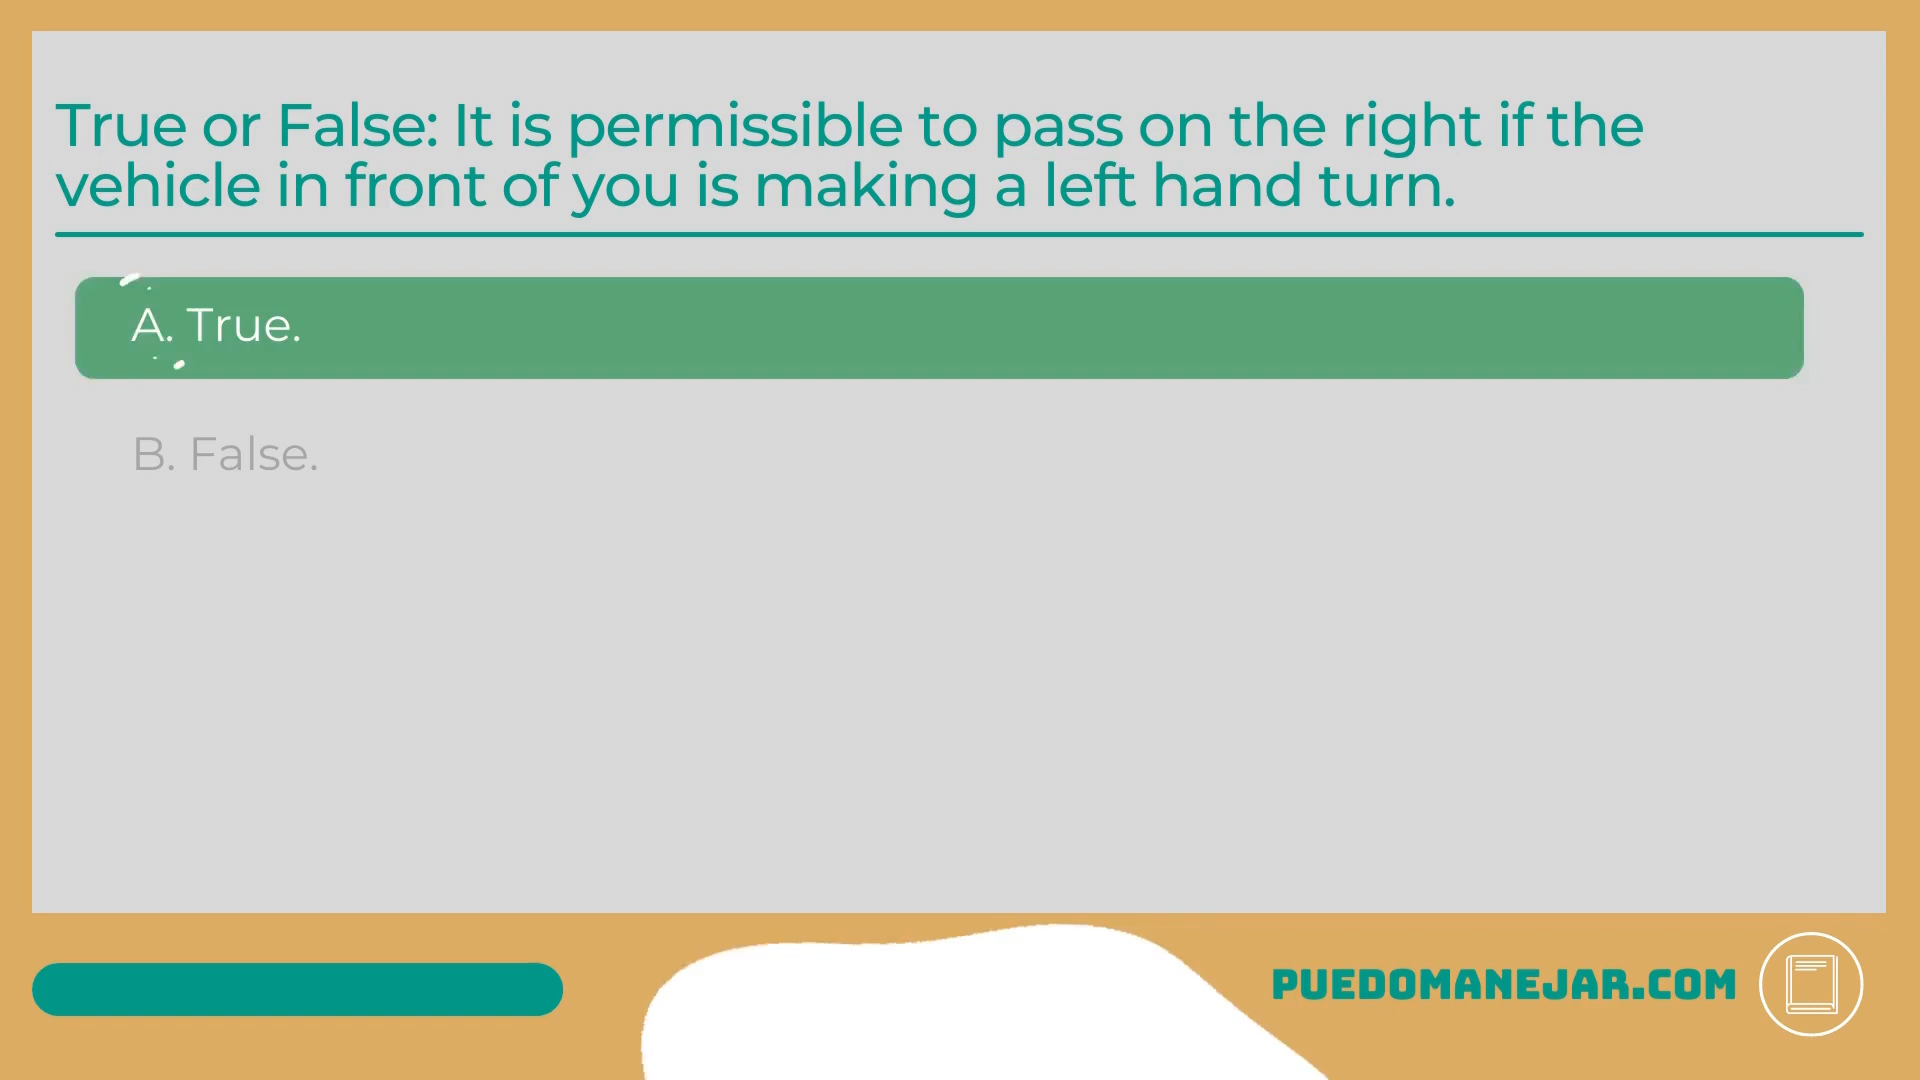 True or False: It is permissible to pass on the right if the
vehicle in front of you is making a left hand turn.
A. True.
B. False.
PUEDOMANEJAR.COM